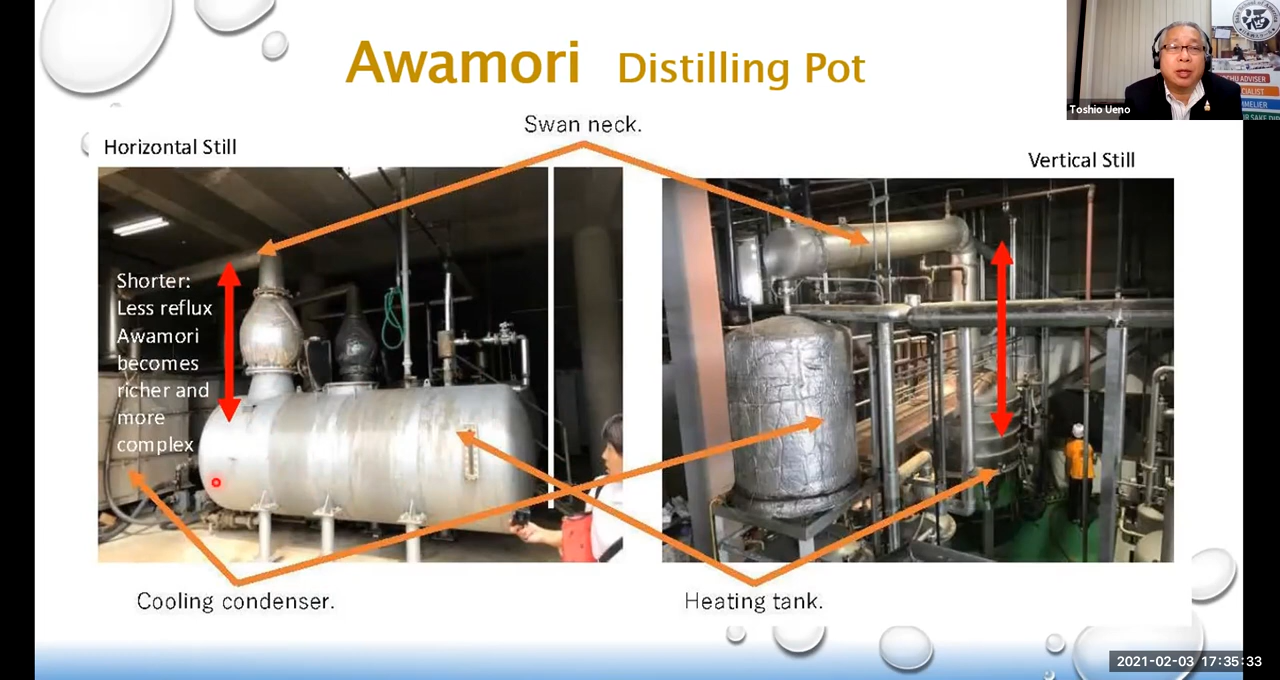 Awamori Distilling Pot
Toshio Ueno
Swan neck.
Horizontal Still
Vertical Still
Shorter:
Less reflux
Awamori
becomes
richer and
more
complex
Cooling condenser.
Heating tank.
2021-02-03 17:35:33